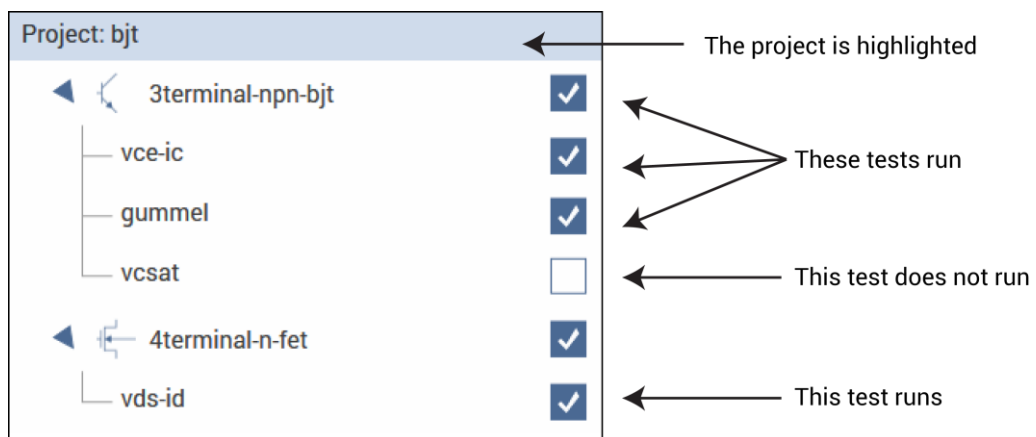 Project: bjt
The project is highlighted
3terminal-npn-bjt
vce-ic
These tests run
gummel
vcsat
This test does not run
4terminal-n-fet
vds-id
This test runs